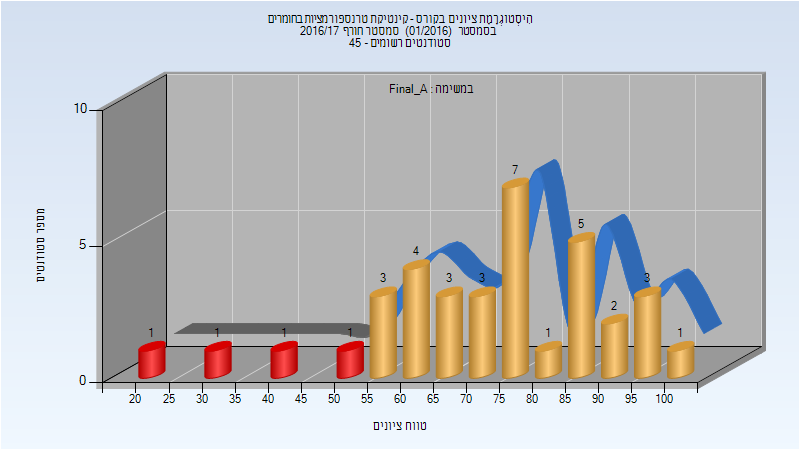 היסטוגרמת ציונים בקורס - קינטיקת טרנספורמציות בחומרים
בסמסטר (01/2016) סמסטר חורף 2016/17
סטודנטים רשומים - 45
במשימה : Final_A
מספר סטודנטים
10
5
0
1 1 1 1 3 4 3 3 7 1 5 2 3 1
20 25 30 35 40 45 50 55 60 65 70 75 80 85 90 95 100
טווח ציונים